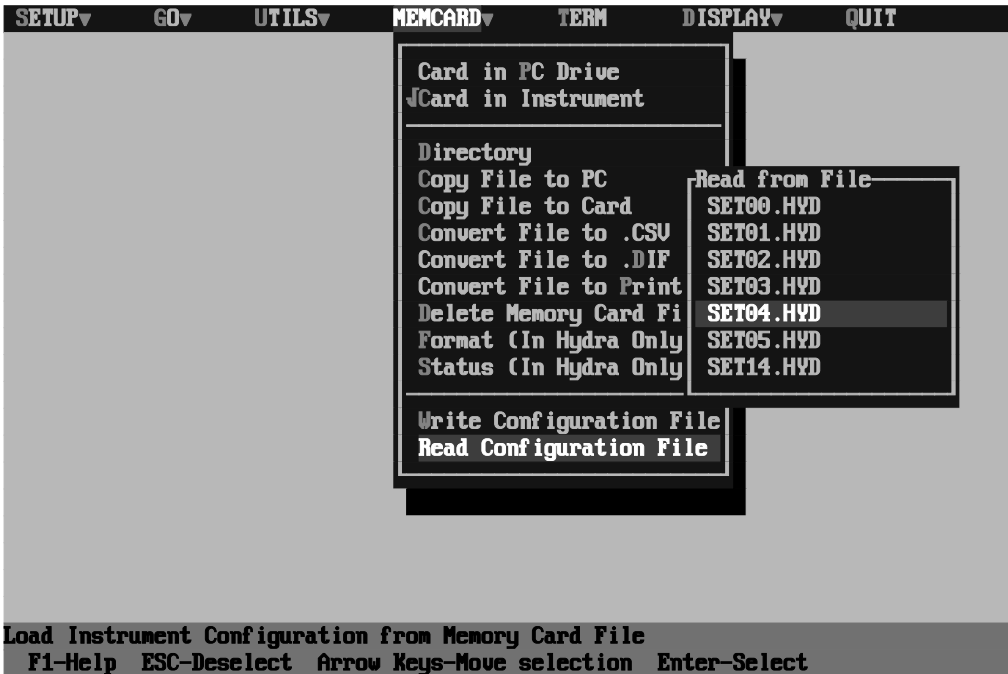 SETUP▼ GO▼ UTILS▼ MEMCARD▼ TERM DISPLAY▼ QUIT
Card in PC Drive
√Card in Instrument
Directory
Copy File to PC
Copy File to Card
Convert File to .CSV
Convert File to .DIF
Convert File to Print
Delete Memory Card Fi
Format (In Hydra Only
Status (In Hydra Only
Write Configuration File
Read Configuration File
Read from File
SET00.HYD
SET01.HYD
SET02.HYD
SET03.HYD
SET04.HYD
SET05.HYD
SET14.HYD
Load Instrument Configuration from Memory Card File
F1-Help ESC-Deselect Arrow Keys-Move selection Enter-Select